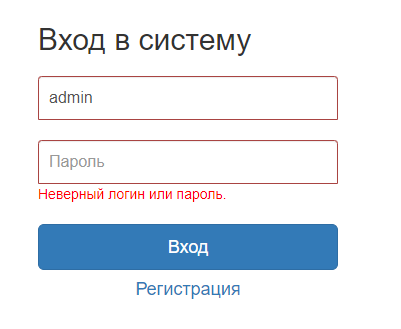 Вход в систему
admin
Пароль
Неверный логин или пароль.
Вход
Регистрация